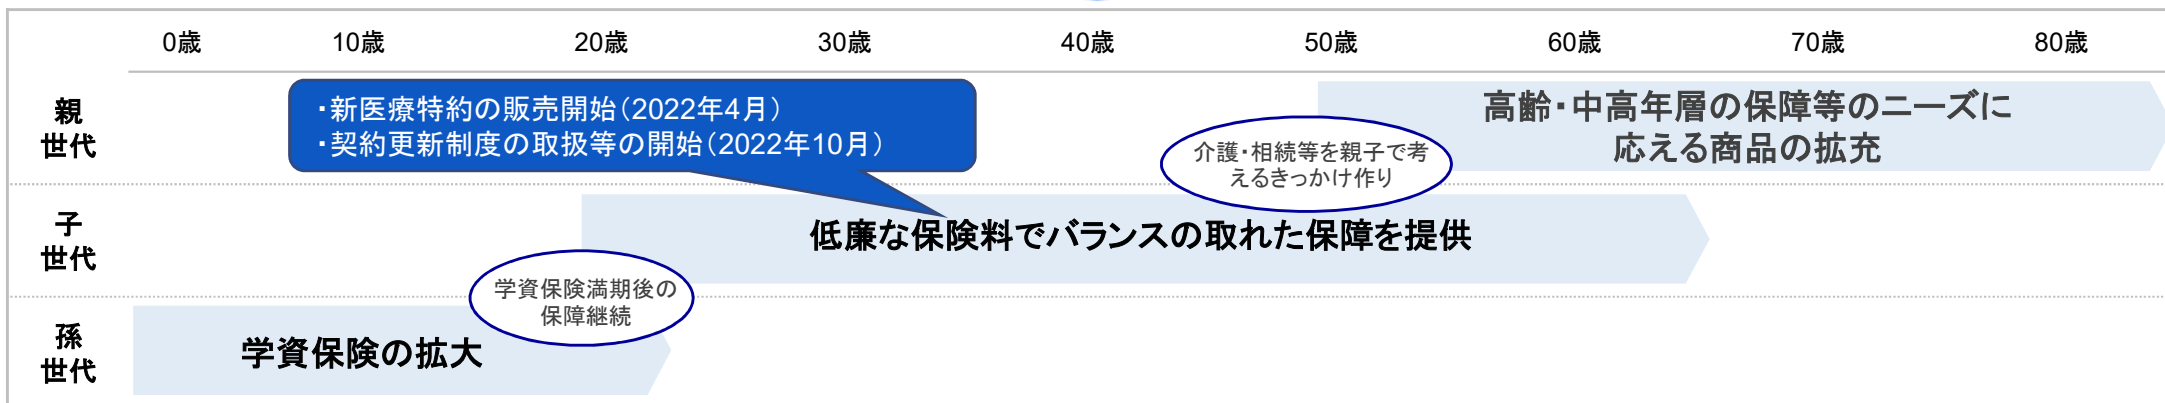 0歳 10歳 20歳 30歳 40歳 50歳 60歳 70歳 80歳
親
世代
・新医療特約の販売開始(2022年4月)
・契約更新制度の取扱等の開始(2022年10月)
高齢・中高年層の保障等のニーズに
応える商品の拡充
介護・相続等を親子で考
えるきっかけ作り
子
世代
低廉な保険料でバランスの取れた保障を提供
学資保険満期後の
保障継続
孫
世代
学資保険の拡大